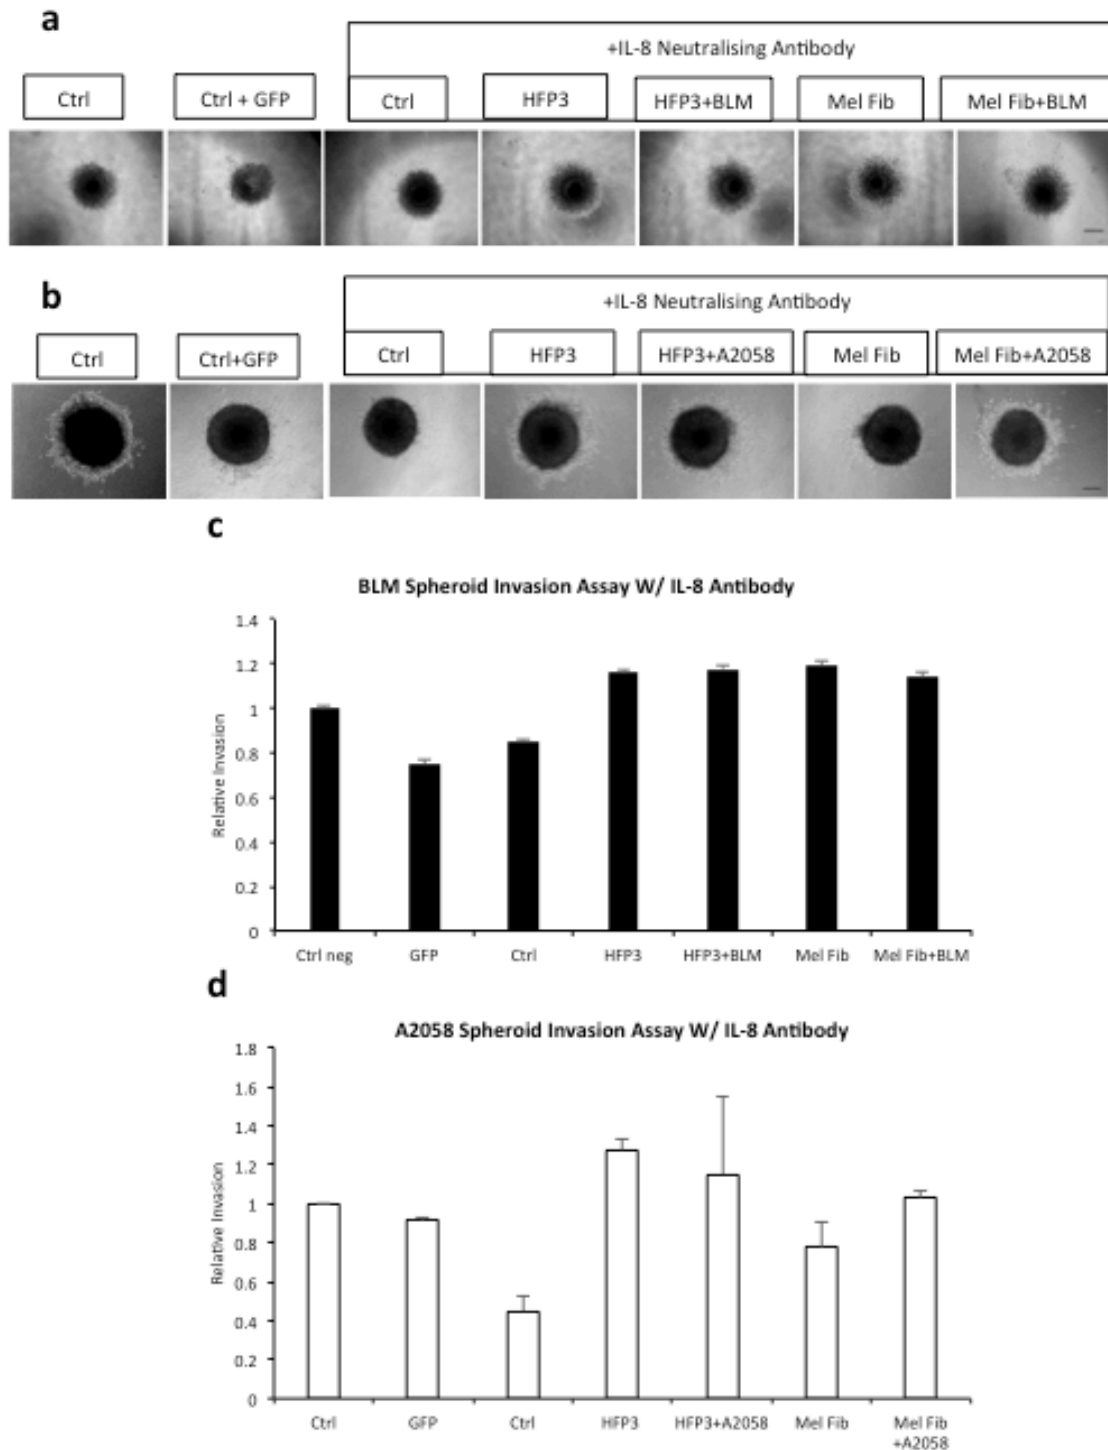 a
+IL-8 Neutralising Antibody
Ctrl
Ctrl + GFP
Ctrl
HFP3
HFP3+BLM
Mel Fib
Mel Fib+BLM
b
+IL-8 Neutralising Antibody
Ctrl
Ctrl+GFP
Ctrl
HFP3
HFP3+A2058
Mel Fib
Mel Fib+A2058
c
BLM Spheroid Invasion Assay W/ IL-8 Antibody
Relative Invasion
1.4
1.2
1
0.8
0.6
0.4
0.2
0
Ctrl neg
GFP
Ctrl
HFP3
HFP3+BLM
Mel Fib
Mel Fib+BLM
d
A2058 Spheroid Invasion Assay W/ IL-8 Antibody
Relative Invasion
1.8
1.6
1.4
1.2
1
0.8
0.6
0.4
0.2
0
Ctrl
GFP
Ctrl
HFP3
HFP3+A2058
Mel Fib
Mel Fib
+A2058